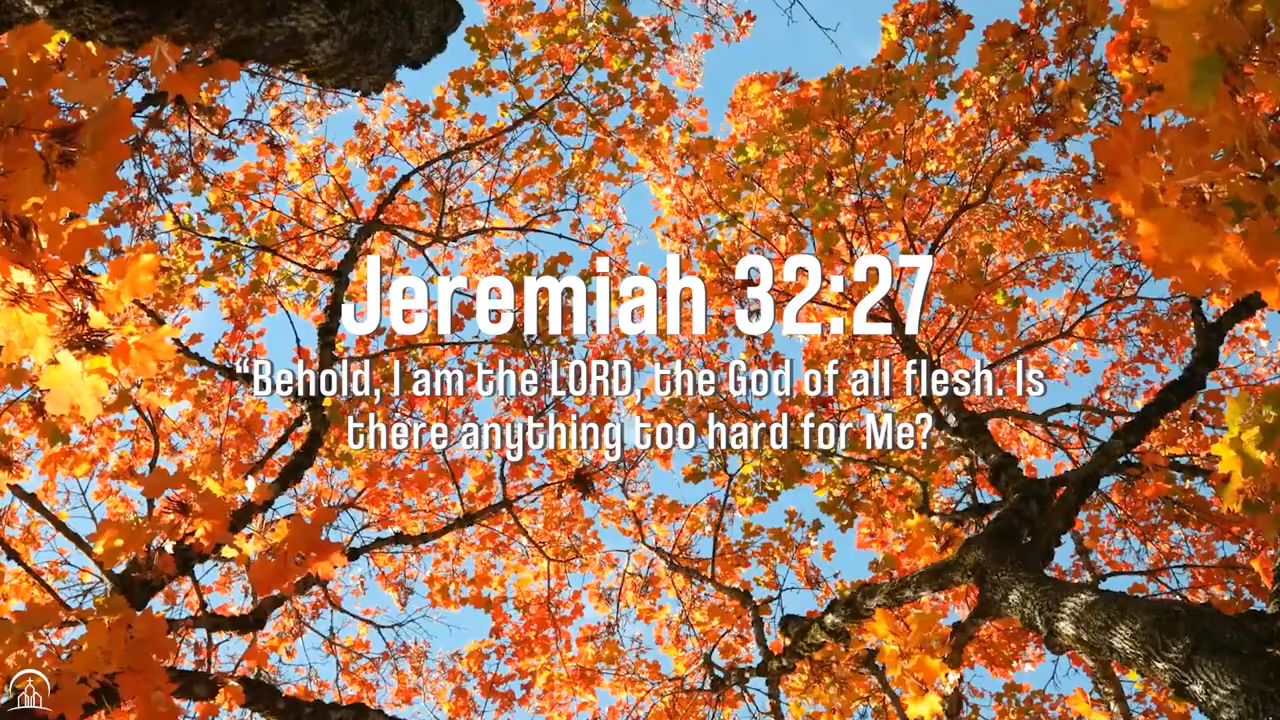 Jeremiah 32:27
“Behold, I am the LORD, the God of all flesh. Is
there anything too hard for Me?